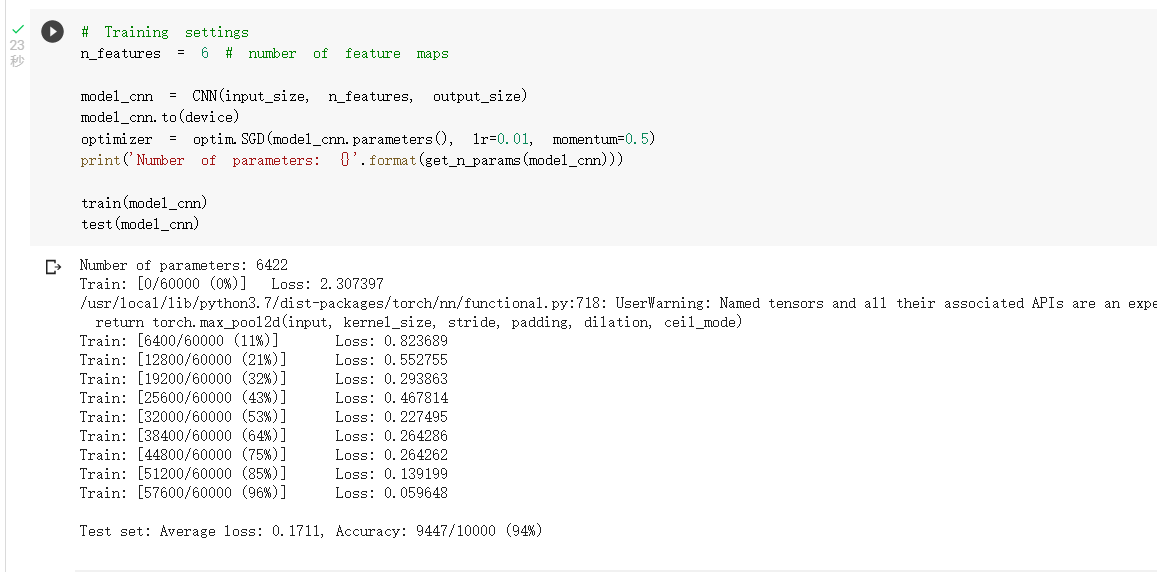 # Training settings
n_features = 6 # number of feature maps
23
秒
model_cnn = CNN(input_size, n_features, output_size)
model_cnn.to(device)
optimizer = optim.SGD(model_cnn.parameters(), lr=0.01, momentum=0.5)
print('Number of parameters: {}'.format(get_n_params(model_cnn)))
train(model_cnn)
test(model_cnn)
Number of parameters: 6422
Train: [0/60000 (0%)] Loss: 2.307397
/usr/local/lib/python3.7/dist-packages/torch/nn/functional.py:718: UserWarning: Named tensors and all their associated APIs are an expe
return torch.max_pool2d(input, kernel_size, stride, padding, dilation, ceil_mode)
Train: [6400/60000 (11%)] Loss: 0.823689
Train: [12800/60000 (21%)] Loss: 0.552755
Train: [19200/60000 (32%)] Loss: 0.293863
Train: [25600/60000 (43%)] Loss: 0.467814
Train: [32000/60000 (53%)] Loss: 0.227495
Train: [38400/60000 (64%)] Loss: 0.264286
Train: [44800/60000 (75%)] Loss: 0.264262
Train: [51200/60000 (85%)] Loss: 0.139199
Train: [57600/60000 (96%)] Loss: 0.059648
Test set: Average loss: 0.1711, Accuracy: 9447/10000 (94%)